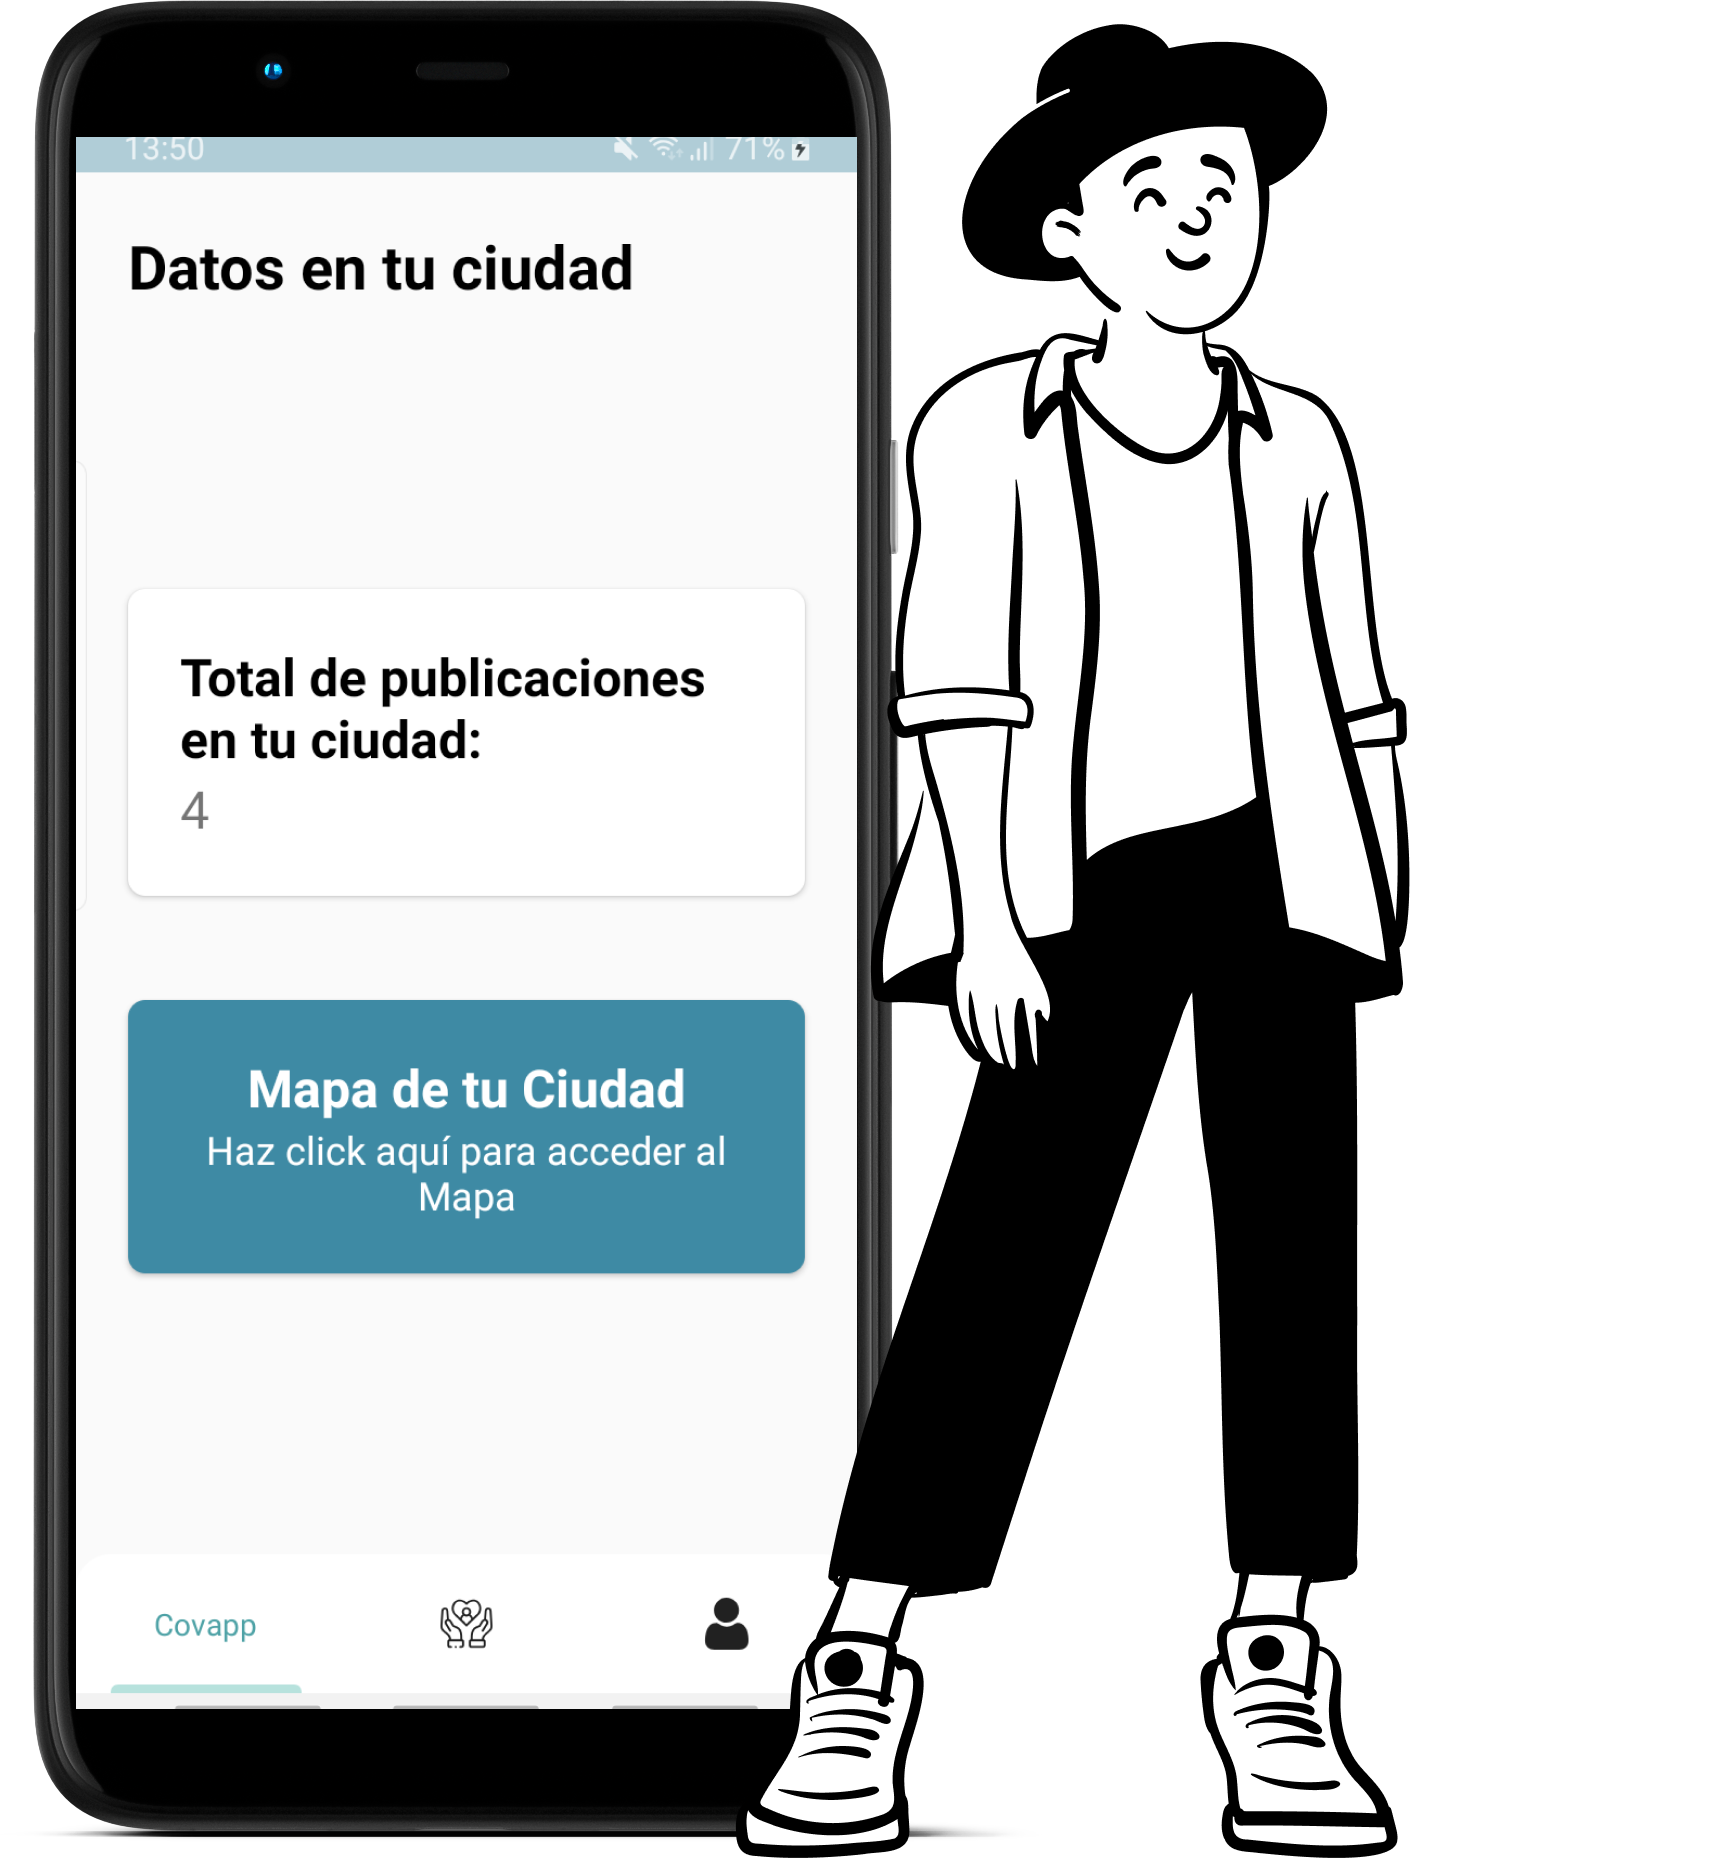 13:50 71%
Datos en tu ciudad
Total de publicaciones
en tu ciudad:
4
Mapa de tu Ciudad
Haz click aquí para acceder al
Mapa
Covapp